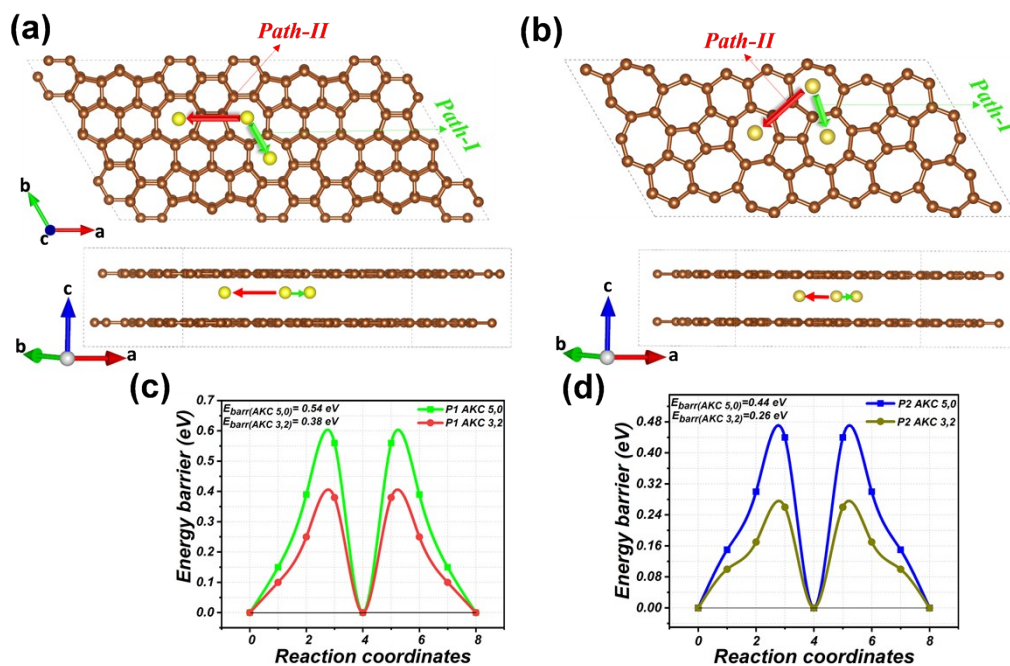 (a)
Path-II
Path-I
b
c
a
c
b
a
(b)
Path-II
Path-I
c
b
a
(c)
Ebarr(AKC 5,0)= 0.54 eV
Ebarr(AKC 3,2)= 0.38 eV
P1 AKC 5,0
P1 AKC 3,2
Energy barrier (eV)
0.7
0.6
0.5
0.4
0.3
0.2
0.1
0.0
0 2 4 6 8
Reaction coordinates
(d)
Ebarr(AKC 5,0)=0.44 eV
Ebarr(AKC 3,2)=0.26 eV
P2 AKC 5,0
P2 AKC 3,2
Energy barrier (eV)
0.48
0.40
0.32
0.24
0.16
0.08
0.00
0 2 4 6 8
Reaction coordinates